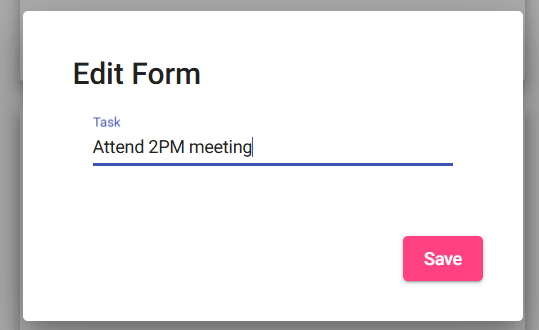 Edit Form
Task
Attend 2PM meeting
Save